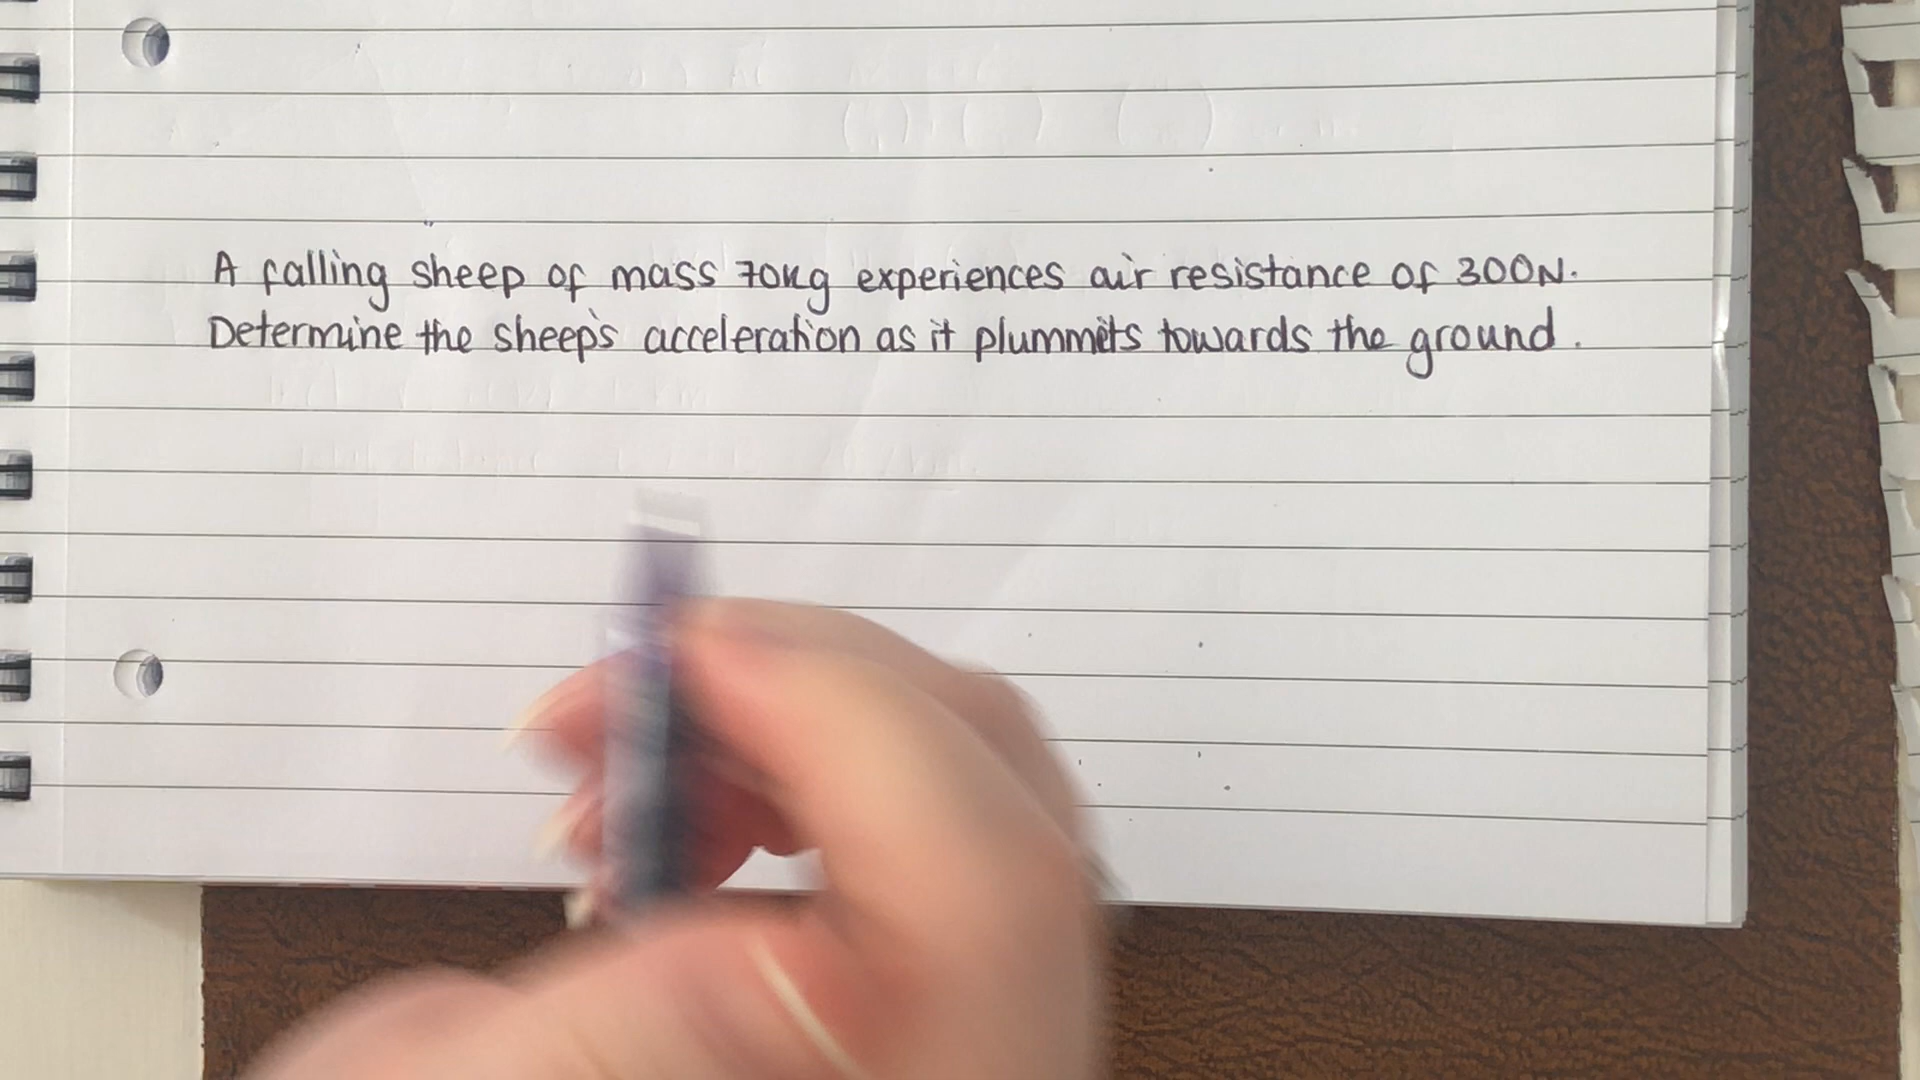 A falling sheep of mass 70kg experiences air resistance of 300N.
Determine the sheep's acceleration as it plummets towards the ground.